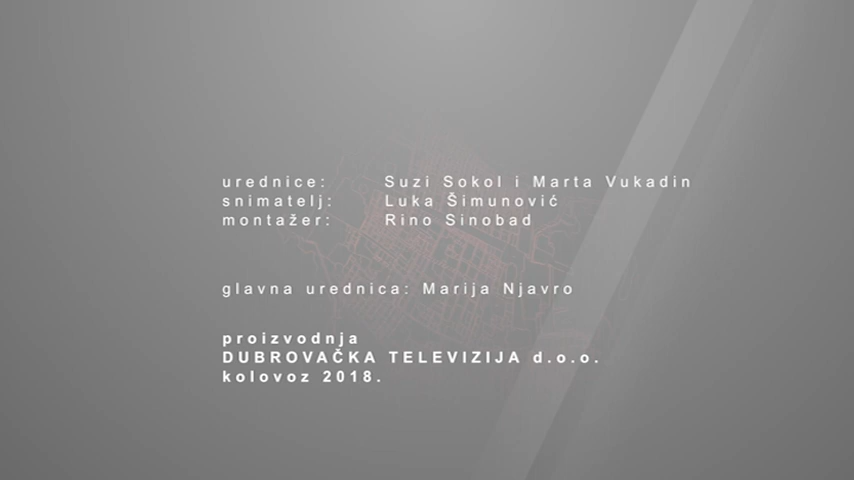 urednice: Suzi Sokol i Marta Vukadin
snimatelj: Luka Šimunović
montažer: Rino Sinobad
glavna urednica: Marija Njavro
proizvodnja
DUBROVAČKA TELEVIZIJA d.o.o.
kolovoz 2018.